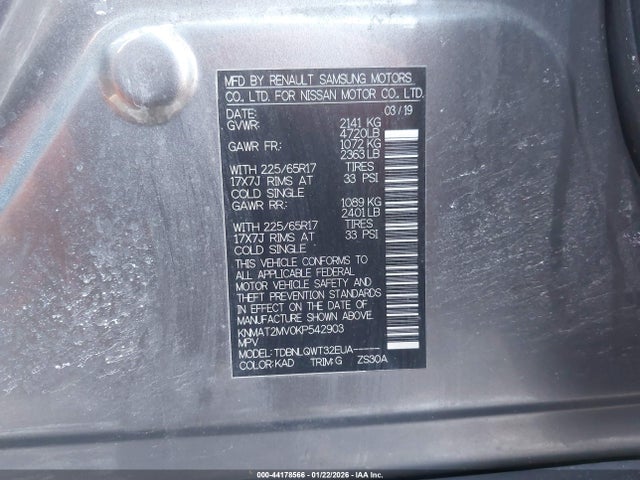 MFD BY RENAULT SAMSUNG MOTORS
CO. LTD. FOR NISSAN MOTOR CO. LTD.
DATE: 03/19
GVWR: 2141 KG
4720LB
GAWR FR: 1072 KG
2363LB
WITH 225/65R17 TIRES
17X7J RIMS AT 33 PSI
COLD SINGLE
GAWR RR: 1089 KG
2401LB
WITH 225/65R17 TIRES
17X7J RIMS AT 33 PSI
COLD SINGLE
THIS VEHICLE CONFORMS TO
ALL APPLICABLE FEDERAL
MOTOR VEHICLE SAFETY AND
THEFT PREVENTION STANDARDS
IN EFFECT ON THE DATE OF
MANUFACTURE SHOWN ABOVE.
KNMAT2MV0KP542903
MPV
MODEL:TDBNLQWT32EUA-----
COLOR:KAD TRIM:G ZS30A
000-44178566 - 01/22/2026 - IAA Inc.